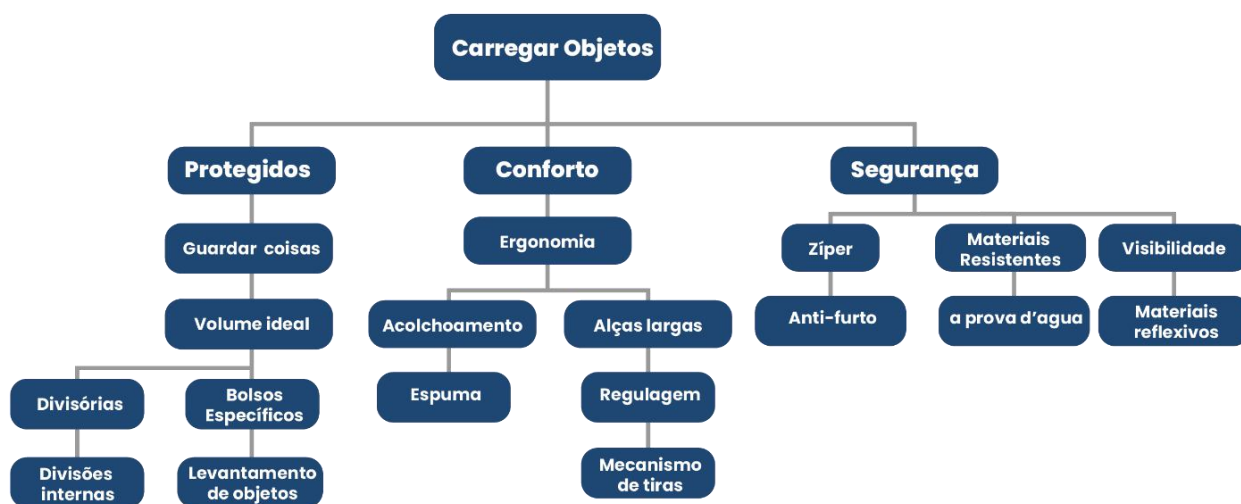 Carregar Objetos
Protegidos
Conforto
Segurança
Guardar coisas
Ergonomia
Zíper
Materiais
Resistentes
Visibilidade
Volume ideal
Acolchoamento
Alças largas
Anti-furto
a prova d'agua
Materiais
reflexivos
Divisórias
Bolsos
Específicos
Espuma
Regulagem
Divisões
internas
Levantamento
de objetos
Mecanismo
de tiras